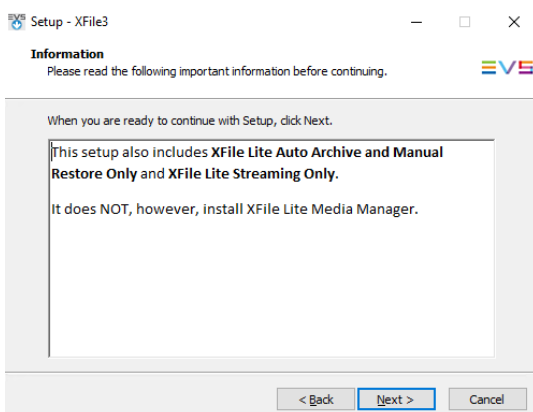 EVS
Setup - XFile3
Information
Please read the following important information before continuing.
EVS
When you are ready to continue with Setup, click Next.
This setup also includes XFile Lite Auto Archive and Manual
Restore Only and XFile Lite Streaming Only.
It does NOT, however, install XFile Lite Media Manager.
< Back
Next >
Cancel